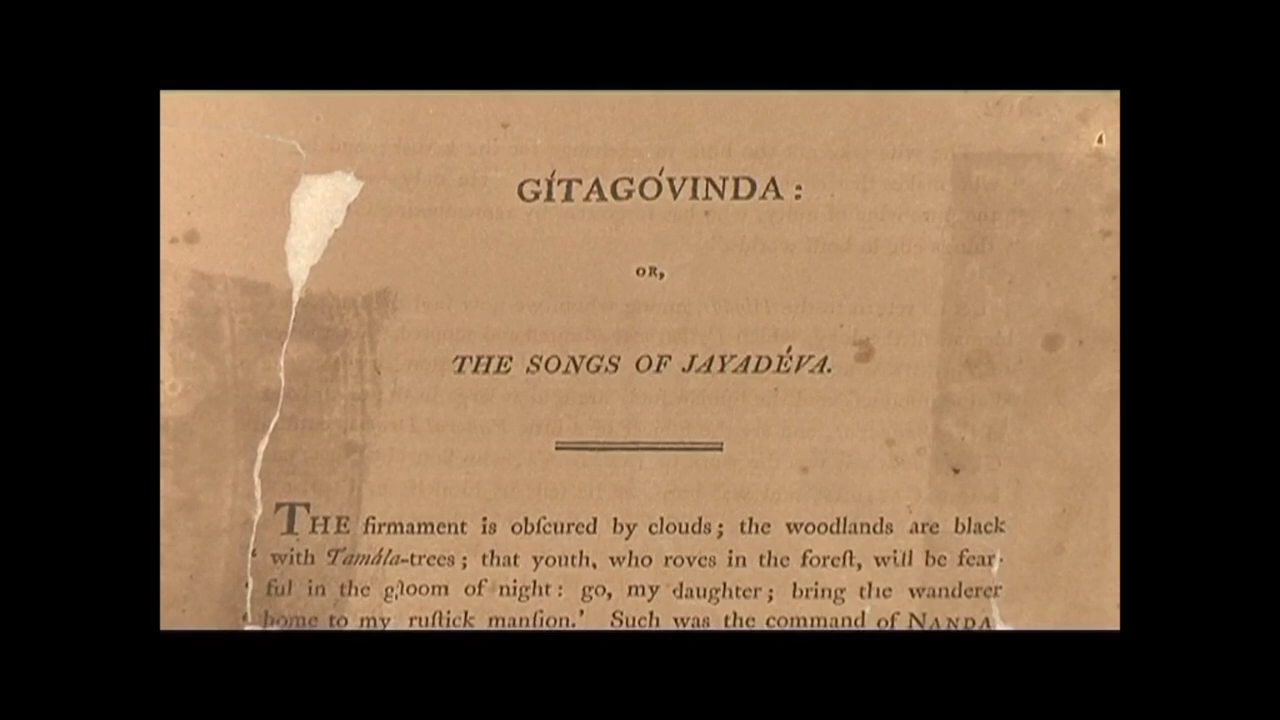 GÍTAGÓVINDA:
OR,
THE SONGS OF JAYADÉVA.
THE firmament is obſcured by clouds; the woodlands are black
‘ with Tamála-trees; that youth, who roves in the foreſt, will be fear-
ful in the gloom of night: go, my daughter; bring the wanderer
‘ home to my ruſtick manſion.’ Such was the command of NANDA